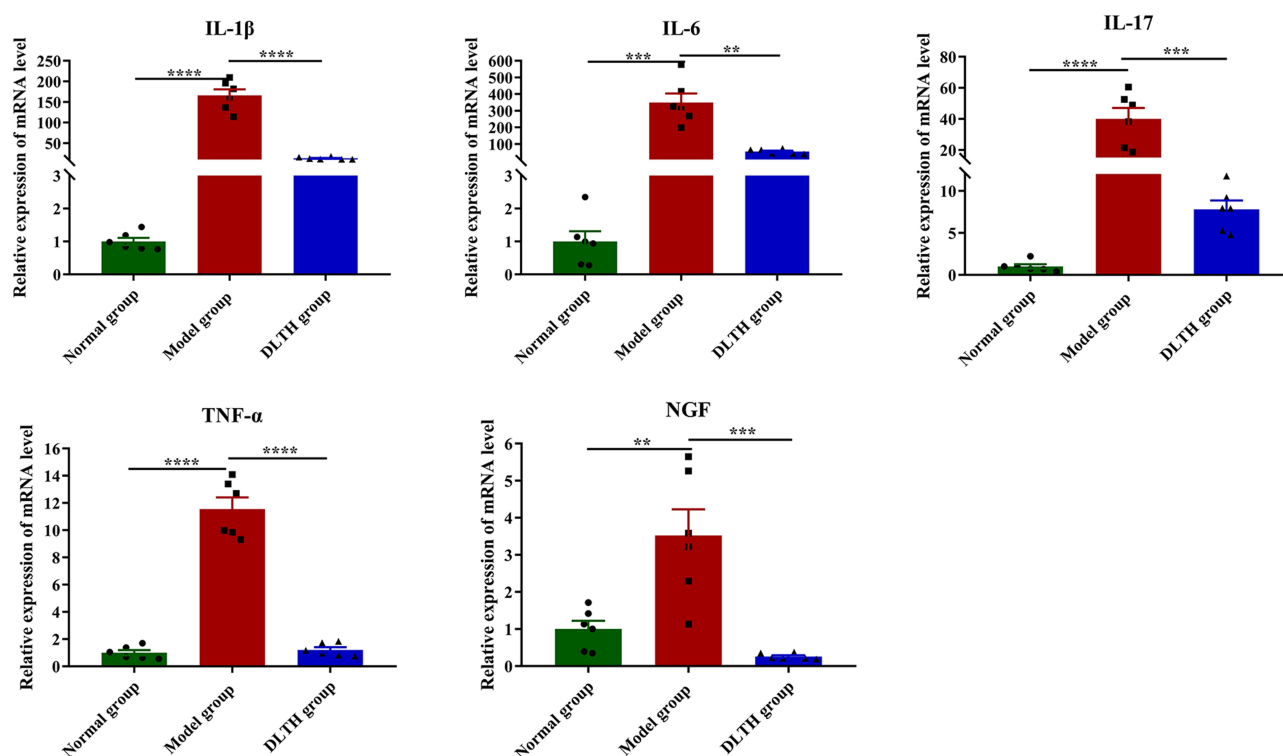 IL-1β
Relative expression of mRNA level
250
200
150
100
50
3
2
1
0
****
****
Normal group
Model group
DLTH group
IL-6
Relative expression of mRNA level
600
500
400
300
200
100
3
2
1
0
***
**
Normal group
Model group
DLTH group
IL-17
Relative expression of mRNA level
80
60
40
20
10
5
0
****
***
Normal group
Model group
DLTH group
TNF-α
Relative expression of mRNA level
16
14
12
10
8
6
4
2
0
****
****
Normal group
Model group
DLTH group
NGF
Relative expression of mRNA level
6
5
4
3
2
1
0
**
***
Normal group
Model group
DLTH group